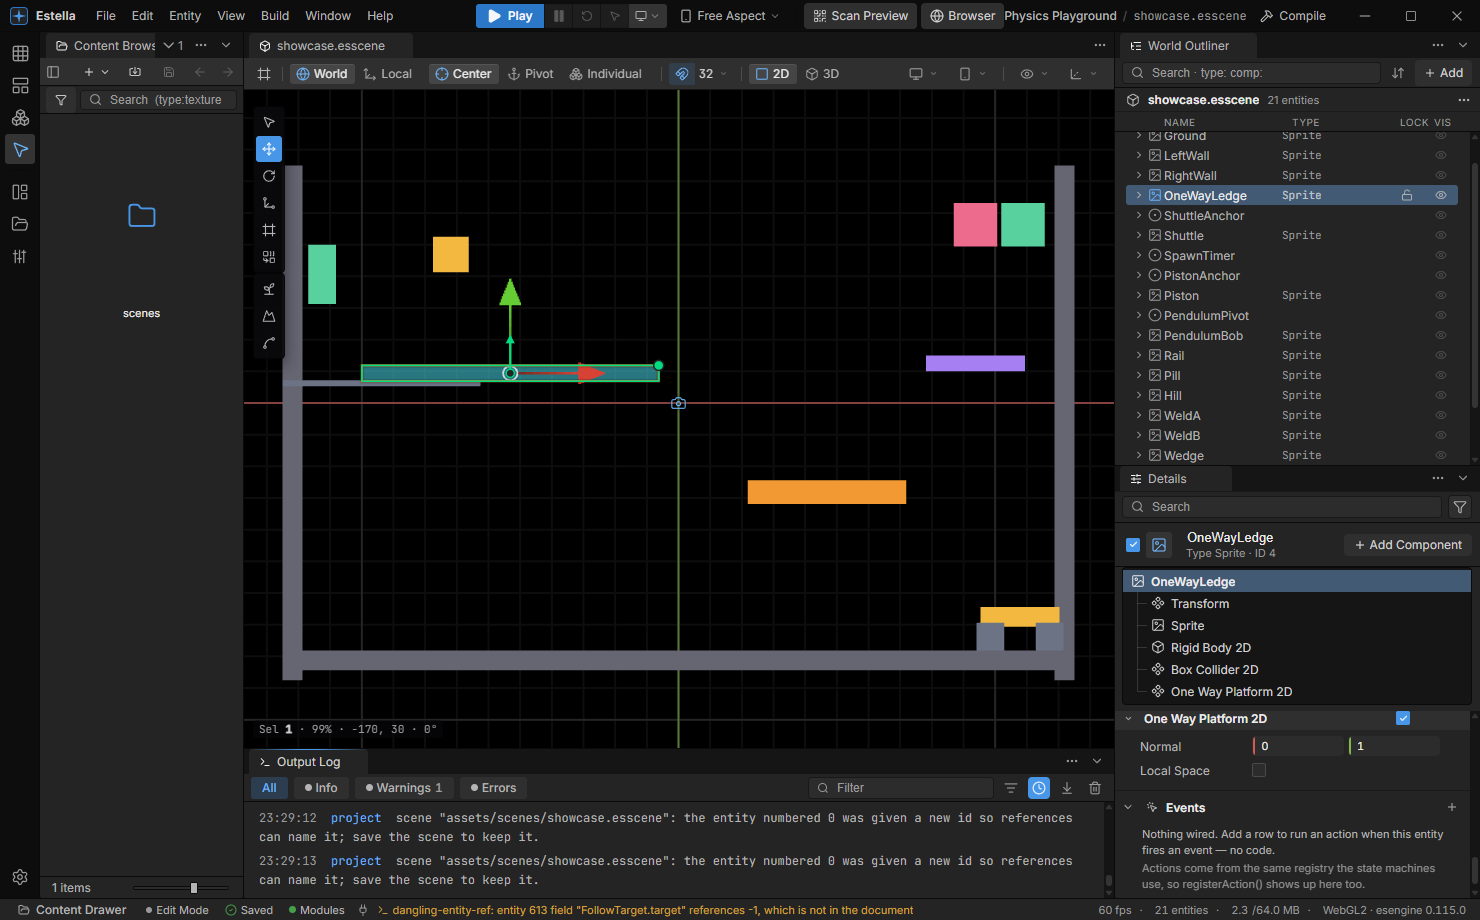 Estella File Edit Entity View Build Window Help Play Free Aspect Scan Preview Browser Physics Playground / showcase.esscene Compile
Content Brows 1
showcase.esscene
World Outliner
World Local Center Pivot Individual 32 2D 3D
Search · type: comp: Add
Search (type:texture
showcase.esscene 21 entities
NAME TYPE LOCK VIS
Ground Sprite
LeftWall Sprite
RightWall Sprite
OneWayLedge Sprite
ShuttleAnchor
Shuttle Sprite
SpawnTimer
PistonAnchor
Piston Sprite
PendulumPivot
PendulumBob Sprite
Rail Sprite
Pill Sprite
Hill Sprite
WeldA Sprite
WeldB Sprite
Wedge Sprite
scenes
Details
Search
OneWayLedge
Type Sprite · ID 4
Add Component
OneWayLedge
Transform
Sprite
Rigid Body 2D
Box Collider 2D
One Way Platform 2D
One Way Platform 2D
Normal 0 1
Local Space
Events
Nothing wired. Add a row to run an action when this entity
fires an event — no code.
Actions come from the same registry the state machines
use, so registerAction() shows up here too.
Sel 1 · 99% · -170, 30 · 0°
Output Log
All Info Warnings 1 Errors Filter
23:29:12 project scene "assets/scenes/showcase.esscene": the entity numbered 0 was given a new id so references
can name it; save the scene to keep it.
23:29:13 project scene "assets/scenes/showcase.esscene": the entity numbered 0 was given a new id so references
can name it; save the scene to keep it.
1 items
Content Drawer Edit Mode Saved Modules dangling-entity-ref: entity 613 field "FollowTarget.target" references -1, which is not in the document 60 fps · 21 entities · 2.3 /64.0 MB · WebGL2 · esengine 0.115.0